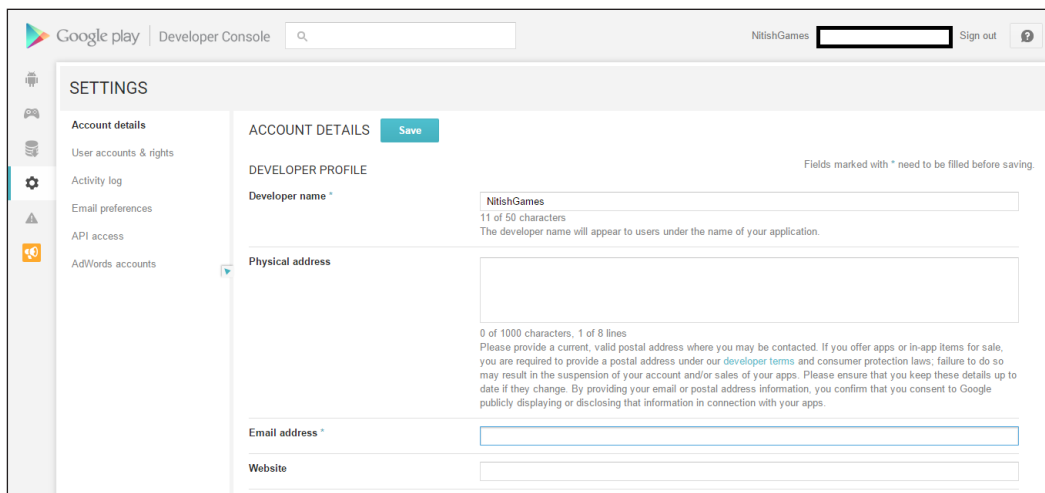 Google play | Developer Console
NitishGames
Sign out
SETTINGS
Account details
User accounts & rights
Activity log
Email preferences
API access
AdWords accounts
ACCOUNT DETAILS
Save
Fields marked with * need to be filled before saving.
DEVELOPER PROFILE
Developer name *
NitishGames
11 of 50 characters
The developer name will appear to users under the name of your application.
Physical address
0 of 1000 characters, 1 of 8 lines
Please provide a current, valid postal address where you may be contacted. If you offer apps or in-app items for sale,
you are required to provide a postal address under our developer terms and consumer protection laws; failure to do so
may result in the suspension of your account and/or sales of your apps. Please ensure that you keep these details up to
date if they change. By providing your email or postal address information, you confirm that you consent to Google
publicly displaying or disclosing that information in connection with your apps.
Email address *
Website